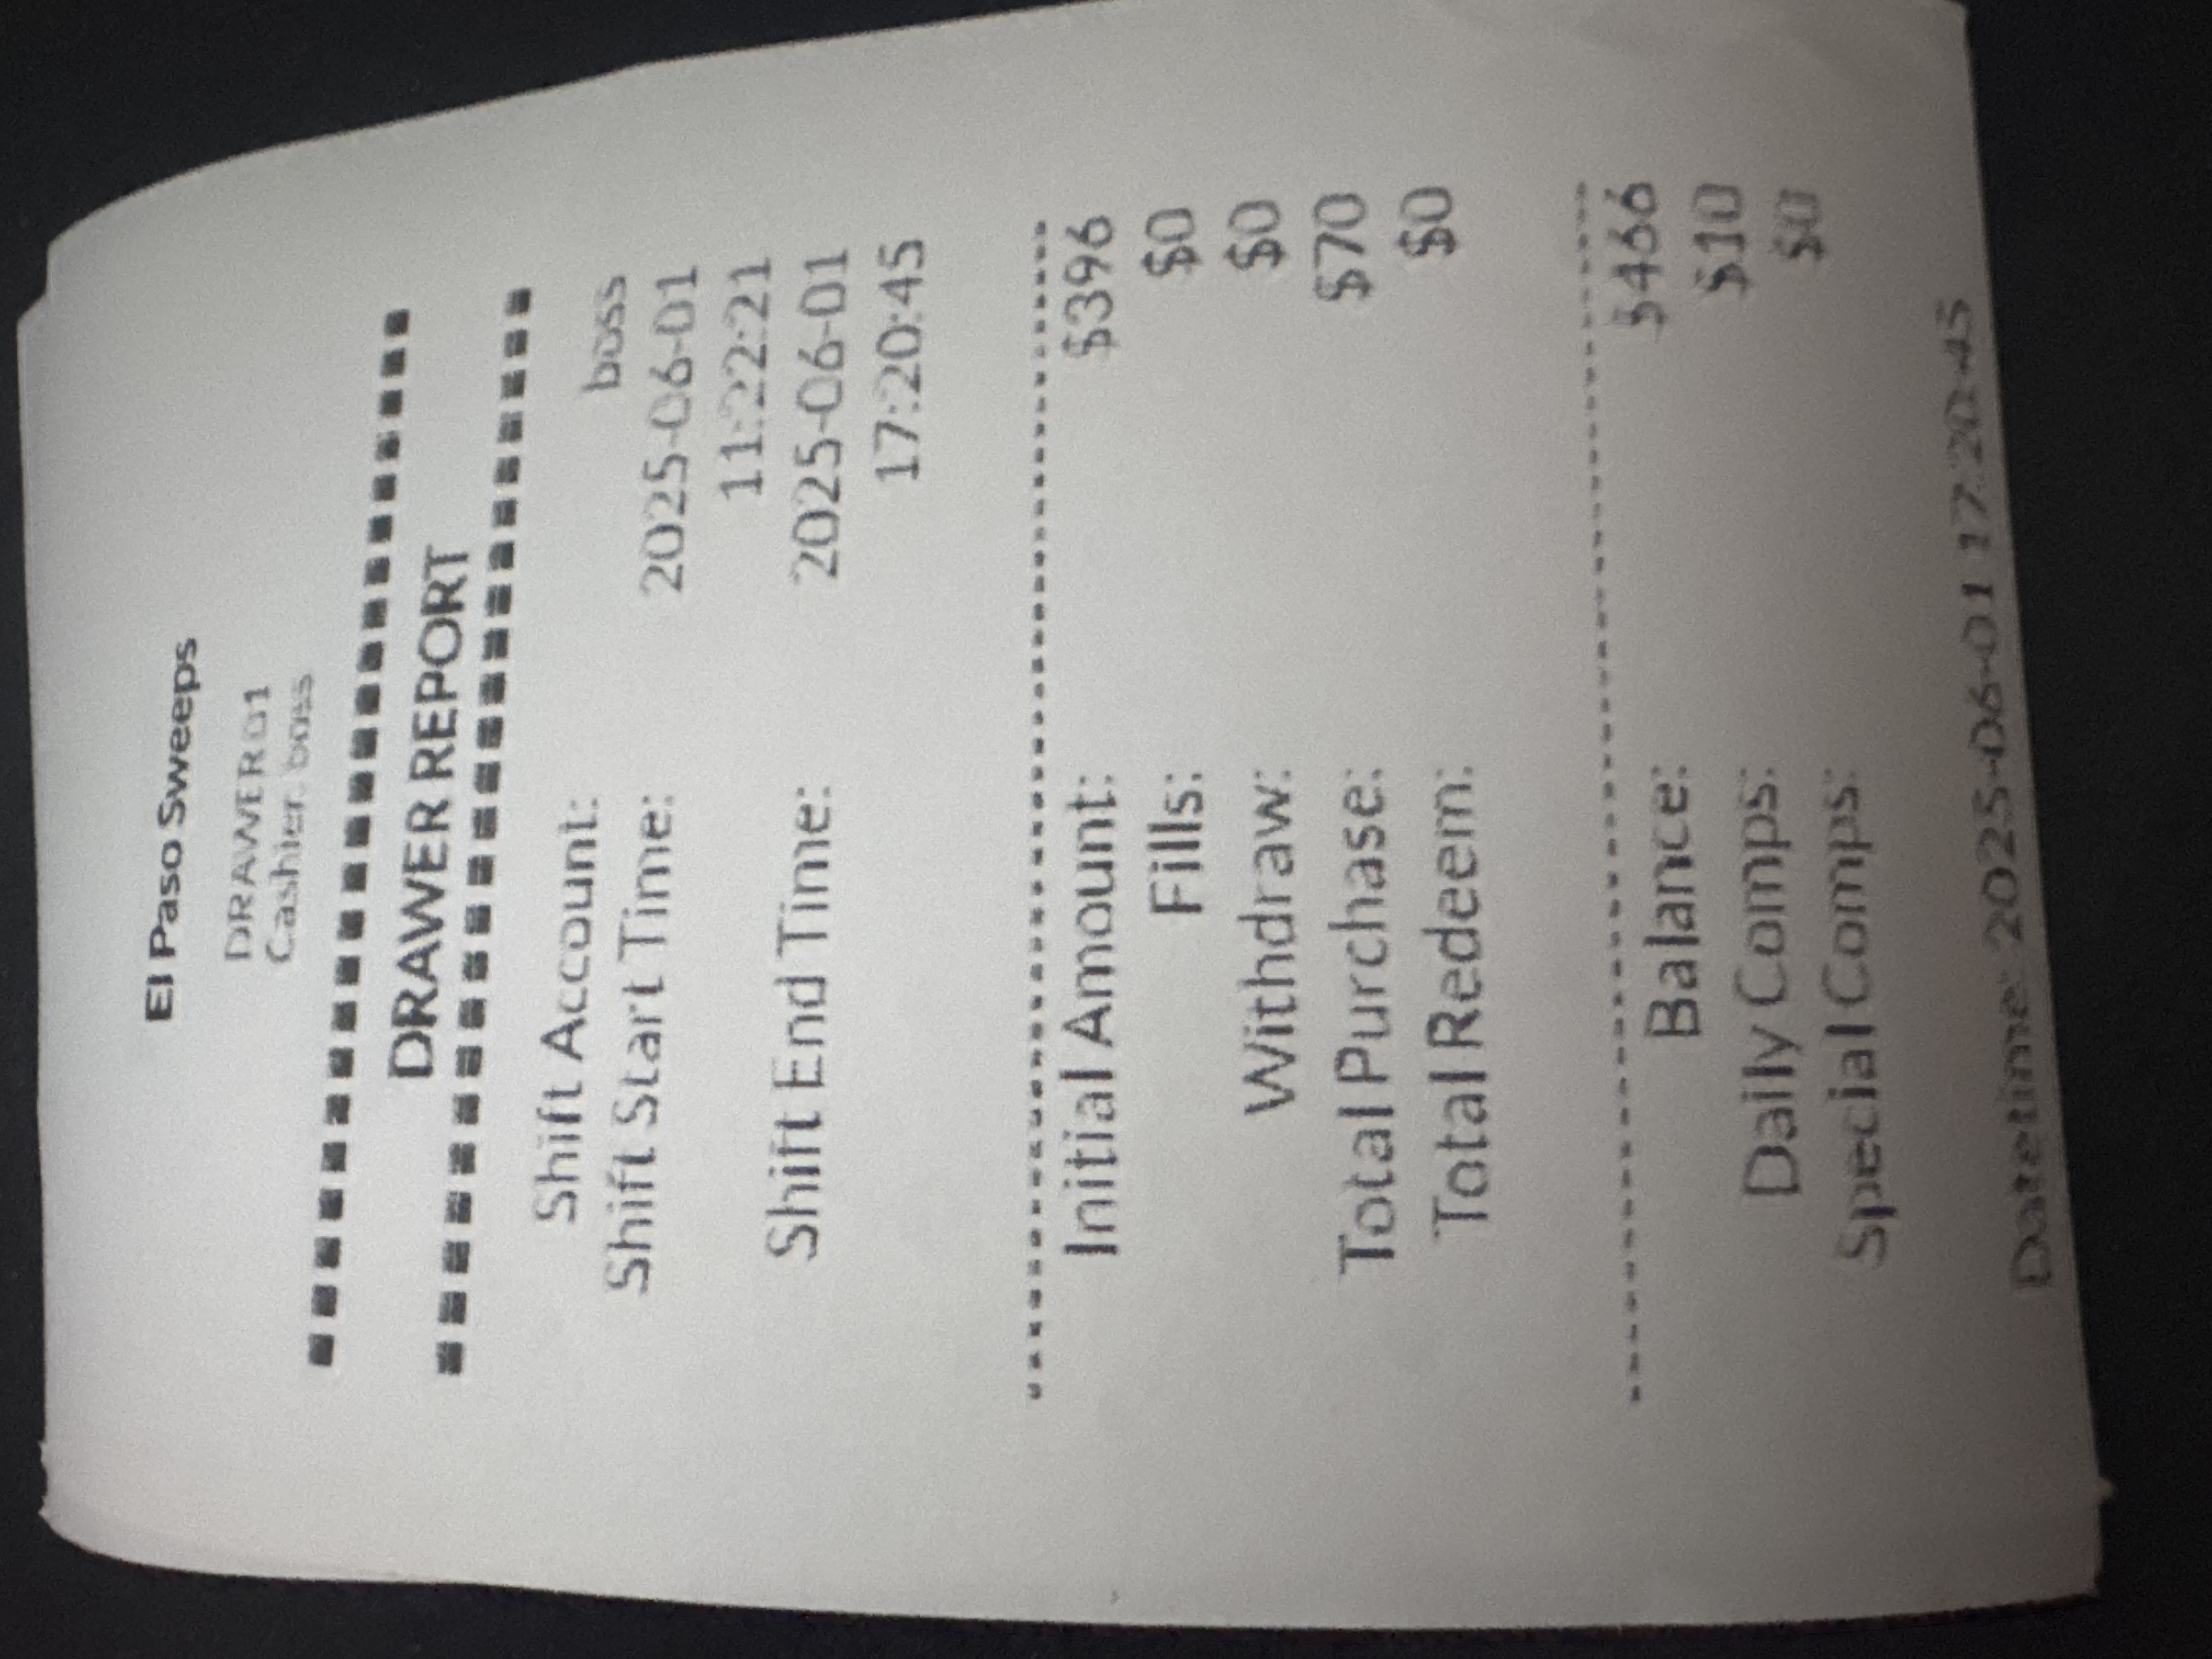 El Paso Sweeps
DRAWER01
Cashier: boss
DRAWER REPORT
Shift Account: boss
Shift Start Time: 2025-06-01
11:22:21
Shift End Time: 2025-06-01
17:20:45
Initial Amount: $396
Fills: $0
Withdraw: $0
Total Purchase: $70
Total Redeem: $0
Balance: $466
Daily Comps: $10
Special Comps: $0
Datetime: 2025-06-01 17:20:45